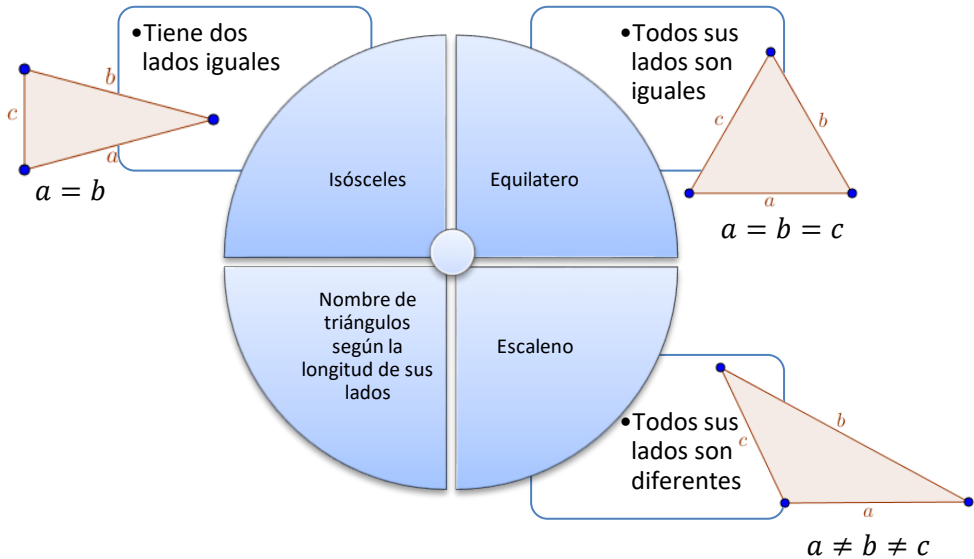 •Tiene dos
lados iguales
b
c
a
a = b
Isósceles
•Todos sus
lados son
iguales
c
b
a
a = b = c
Equilatero
Nombre de
triángulos
según la
longitud de sus
lados
Escaleno
•Todos sus
lados son
diferentes
b
c
a
a ≠ b ≠ c